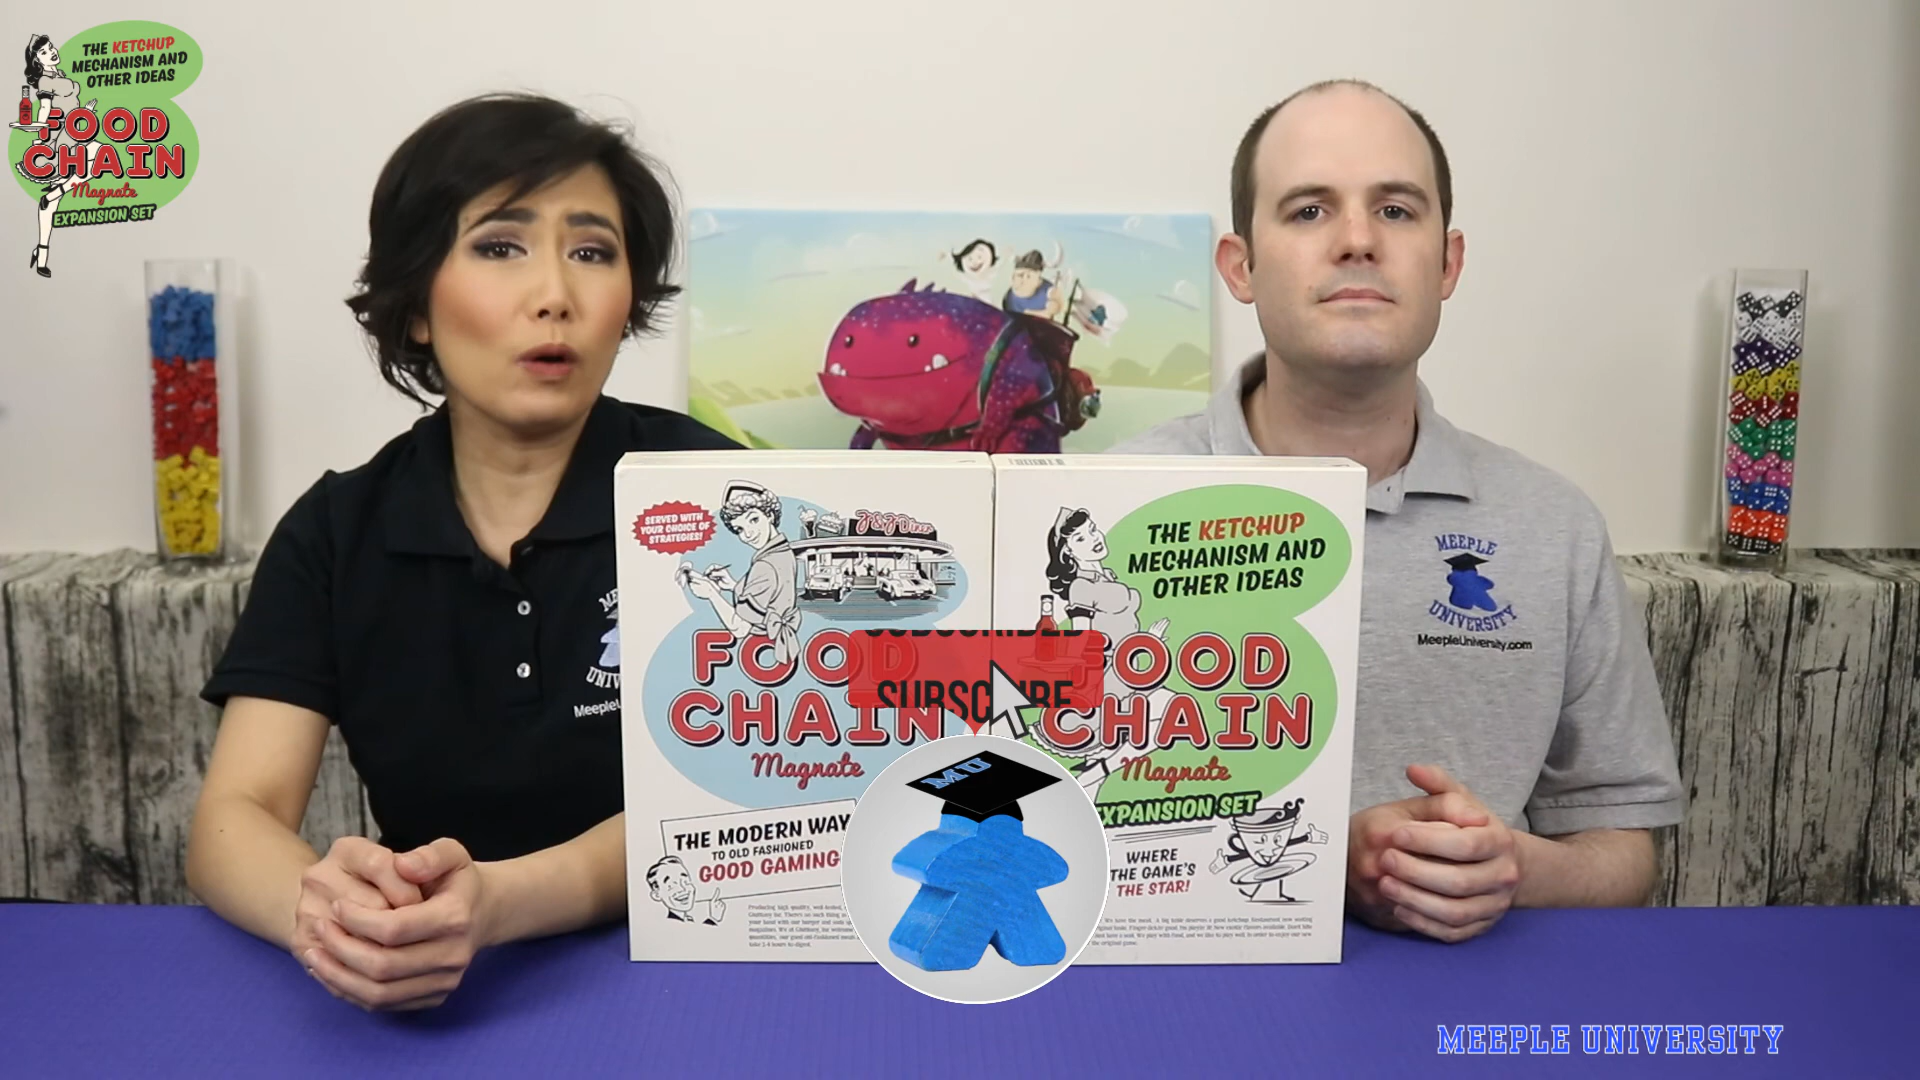 THE KETCHUP
MECHANISM AND
OTHER IDEAS
FOOD
CHAIN
Magnate
EXPANSION SET
SERVED WITH
YOUR CHOICE OF
STRATEGIES!
J&J Diner
FOOD
CHAIN
Magnate
THE MODERN WAY
TO OLD FASHIONED
GOOD GAMING
THE KETCHUP
MECHANISM AND
OTHER IDEAS
FOOD
CHAIN
Magnate
EXPANSION SET
WHERE
THE GAME'S
THE STAR!
SUBSCRIBED
SUBSCRIBE
MU
MEEPLE
UNIVERSITY
MeepleUniversity.com
MEEPLE UNIVERSITY